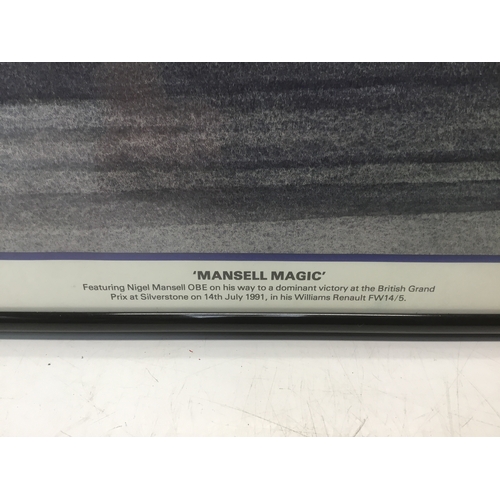 'MANSELL MAGIC'
Featuring Nigel Mansell OBE on his way to a dominant victory at the British Grand
Prix at Silverstone on 14th July 1991, in his Williams Renault FW14/5.